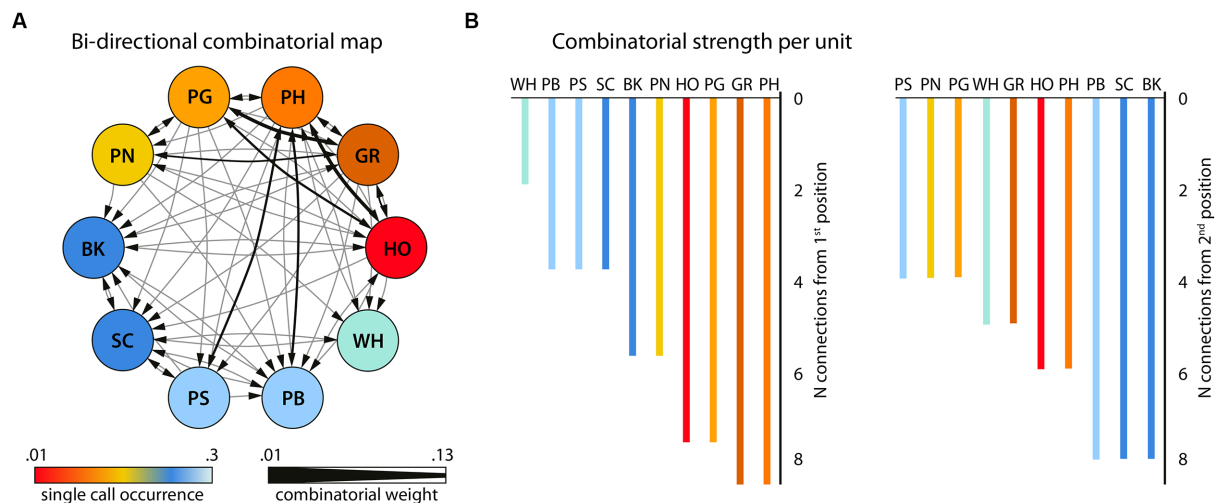 A
Bi-directional combinatorial map
PG
PH
PN
GR
BK
HO
SC
WH
PS
PB
.01 .3
single call occurrence
.01 .13
combinatorial weight
B
Combinatorial strength per unit
WH PB PS SC BK PN HO PG GR PH
0
2
4
6
8
N connections from 1st position
PS PN PG WH GR HO PH PB SC BK
0
2
4
6
8
N connections from 2nd position